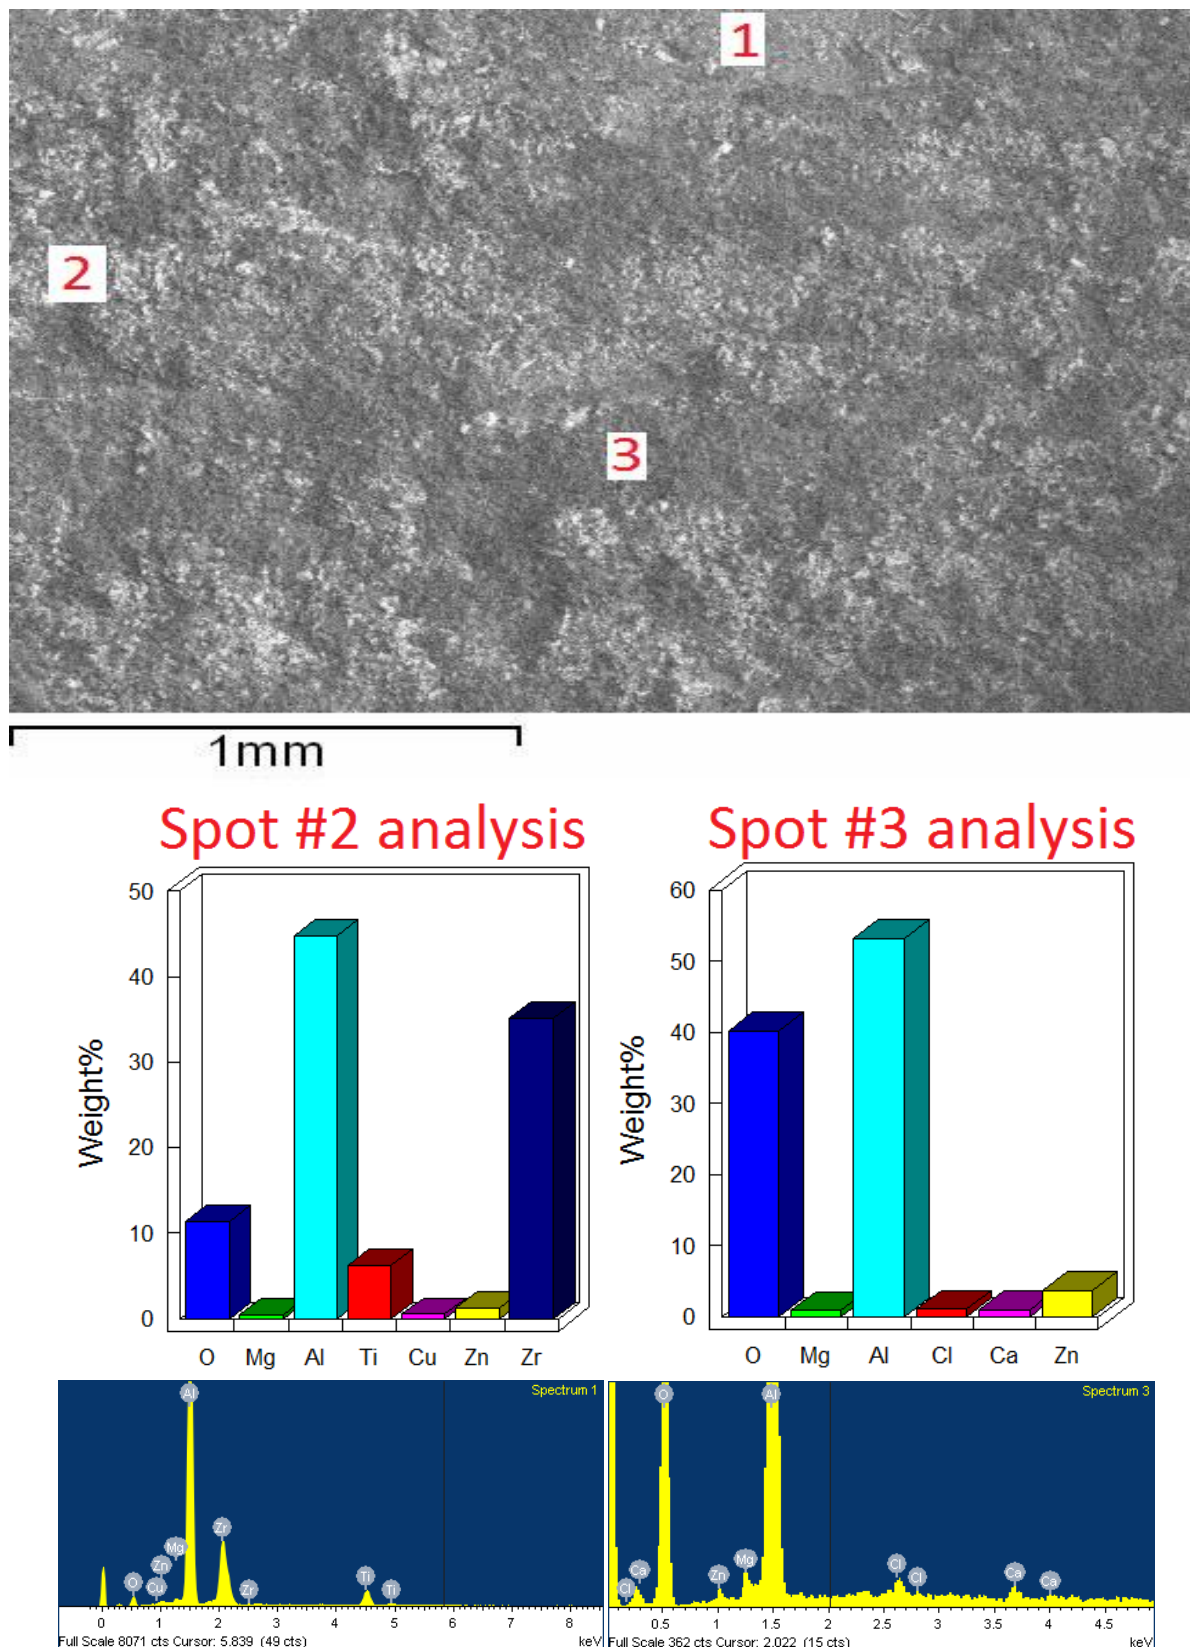 1
2
3
1mm
Spot #2 analysis
Spot #3 analysis
50
40
30
20
10
0
Weight%
O Mg Al Ti Cu Zn Zr
60
50
40
30
20
10
0
Weight%
O Mg Al Cl Ca Zn
Spectrum 1
Al
Zr
Mg
Zn
O
Cu
Zr
Ti
Ti
0 1 2 3 4 5 6 7 8
Full Scale 8071 cts Cursor: 5.839 (49 cts) keV
Spectrum 3
O
Al
Cl
Ca
Zn
Mg
Cl
Cl
Ca
Ca
0.5 1 1.5 2 2.5 3 3.5 4 4.5
Full Scale 362 cts Cursor: 2.022 (15 cts) keV